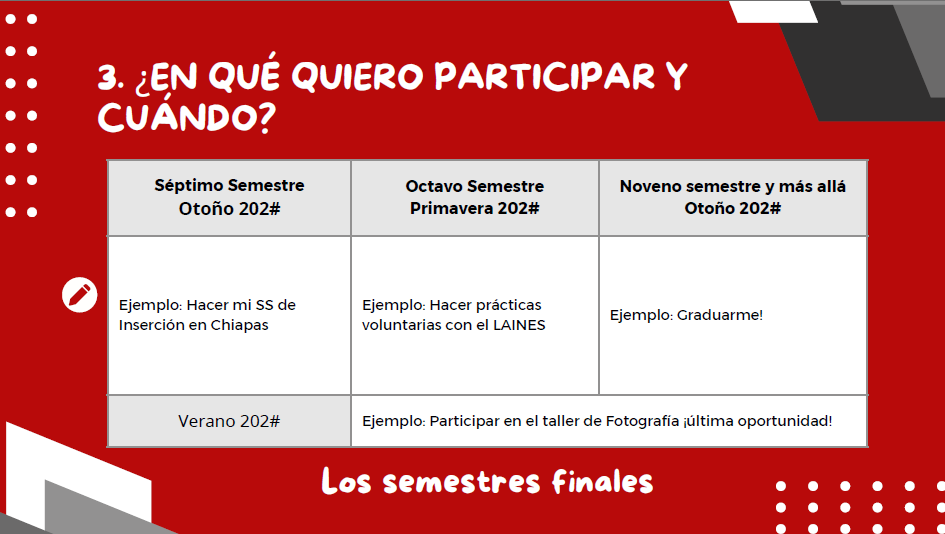 3. ¿EN QUÉ QUIERO PARTICIPAR Y
CUÁNDO?
Séptimo Semestre
Otoño 202#
Octavo Semestre
Primavera 202#
Noveno semestre y más allá
Otoño 202#
Ejemplo: Hacer mi SS de
Inserción en Chiapas
Ejemplo: Hacer prácticas
voluntarias con el LAINES
Ejemplo: Graduarme!
Verano 202#
Ejemplo: Participar en el taller de Fotografía ¡última oportunidad!
Los semestres finales